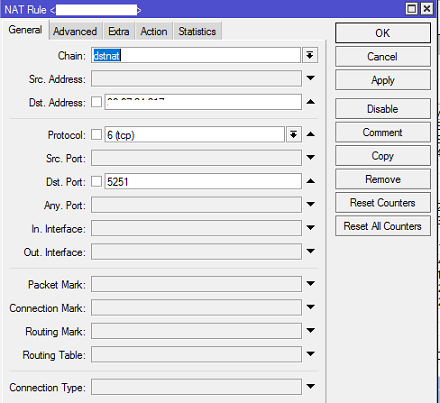 NAT Rule < >
General Advanced Extra Action Statistics
Chain: dstnat
Src. Address:
Dst. Address:
Protocol: 6 (tcp)
Src. Port:
Dst. Port: 5251
Any. Port:
In. Interface:
Out. Interface:
Packet Mark:
Connection Mark:
Routing Mark:
Routing Table:
Connection Type:
OK
Cancel
Apply
Disable
Comment
Copy
Remove
Reset Counters
Reset All Counters